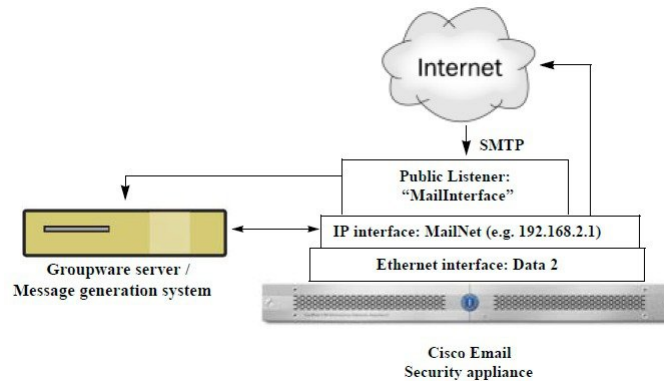 Internet
SMTP
Public Listener:
“MailInterface”
IP interface: MailNet (e.g. 192.168.2.1)
Ethernet interface: Data 2
Groupware server /
Message generation system
Cisco Email
Security appliance